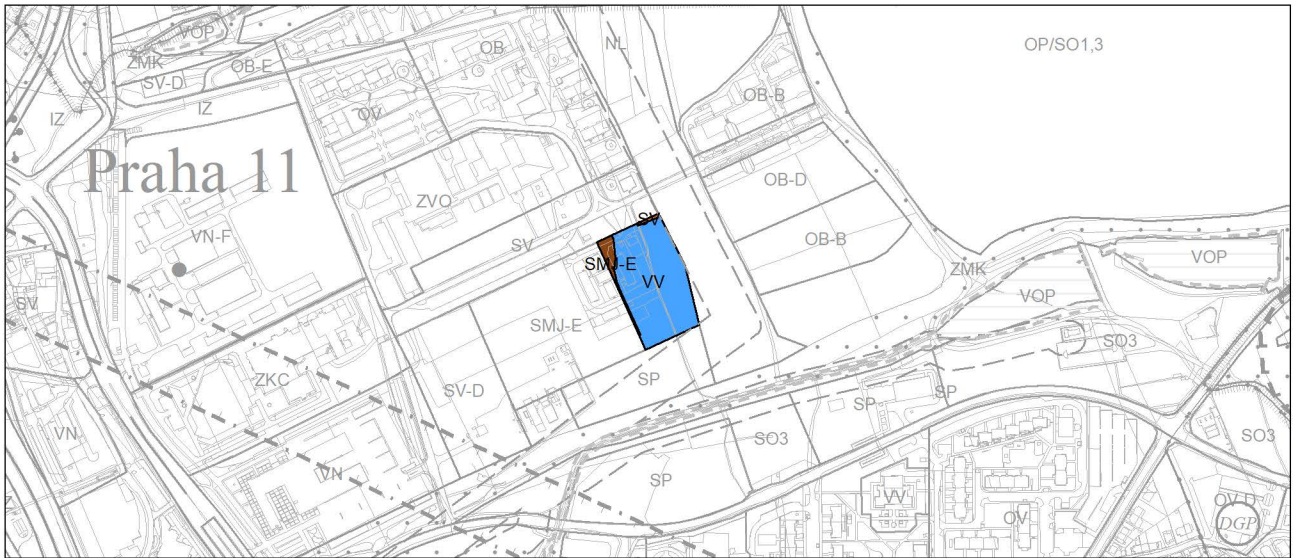 VOP
ZMK
SV-D
OB-E
IZ
IZ
OV
OB
NL
OP/SO1,3
OB-B
Praha 11
ZVO
OB-D
VN-F
SV
SV
OB-B
SMJ-E
VV
ZMK
VOP
SV
VOP
SMJ-E
SO3
ZKC
SV-D
SP
SP
SP
VN
SO3
SO3
VN
SP
VV
OV
OV-D
DGP